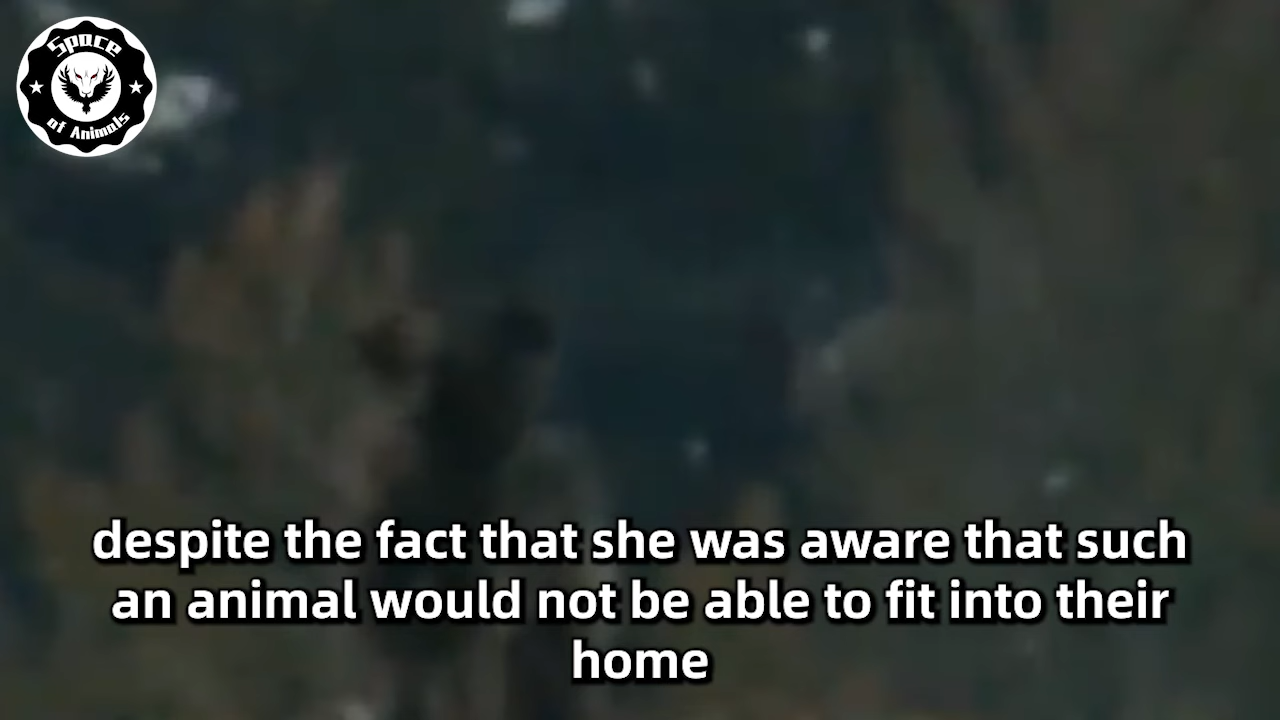 Space
of Animals
despite the fact that she was aware that such
an animal would not be able to fit into their
home